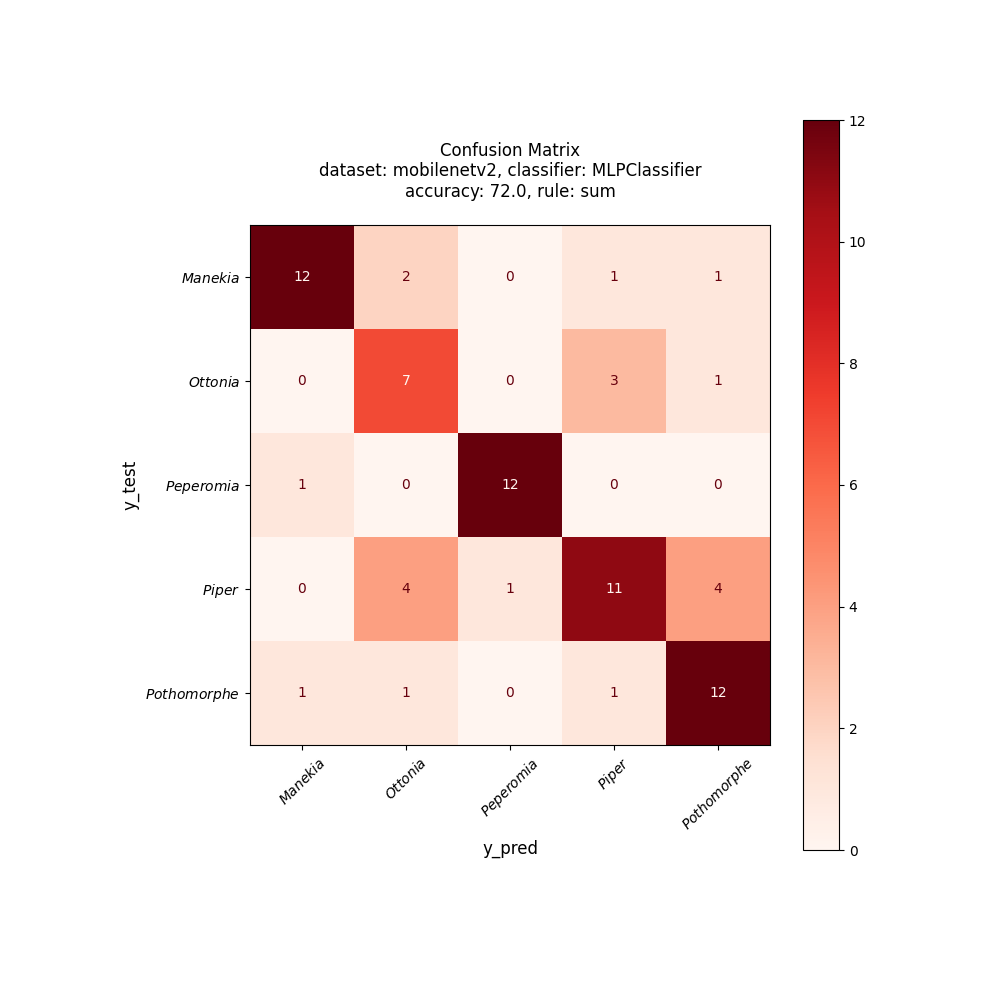 Confusion Matrix
dataset: mobilenetv2, classifier: MLPClassifier
accuracy: 72.0, rule: sum
12
10
8
6
4
2
0
y_test
Manekia 12 2 0 1 1
Ottonia 0 7 0 3 1
Peperomia 1 0 12 0 0
Piper 0 4 1 11 4
Pothomorphe 1 1 0 1 12
Manekia Ottonia Peperomia Piper Pothomorphe
y_pred